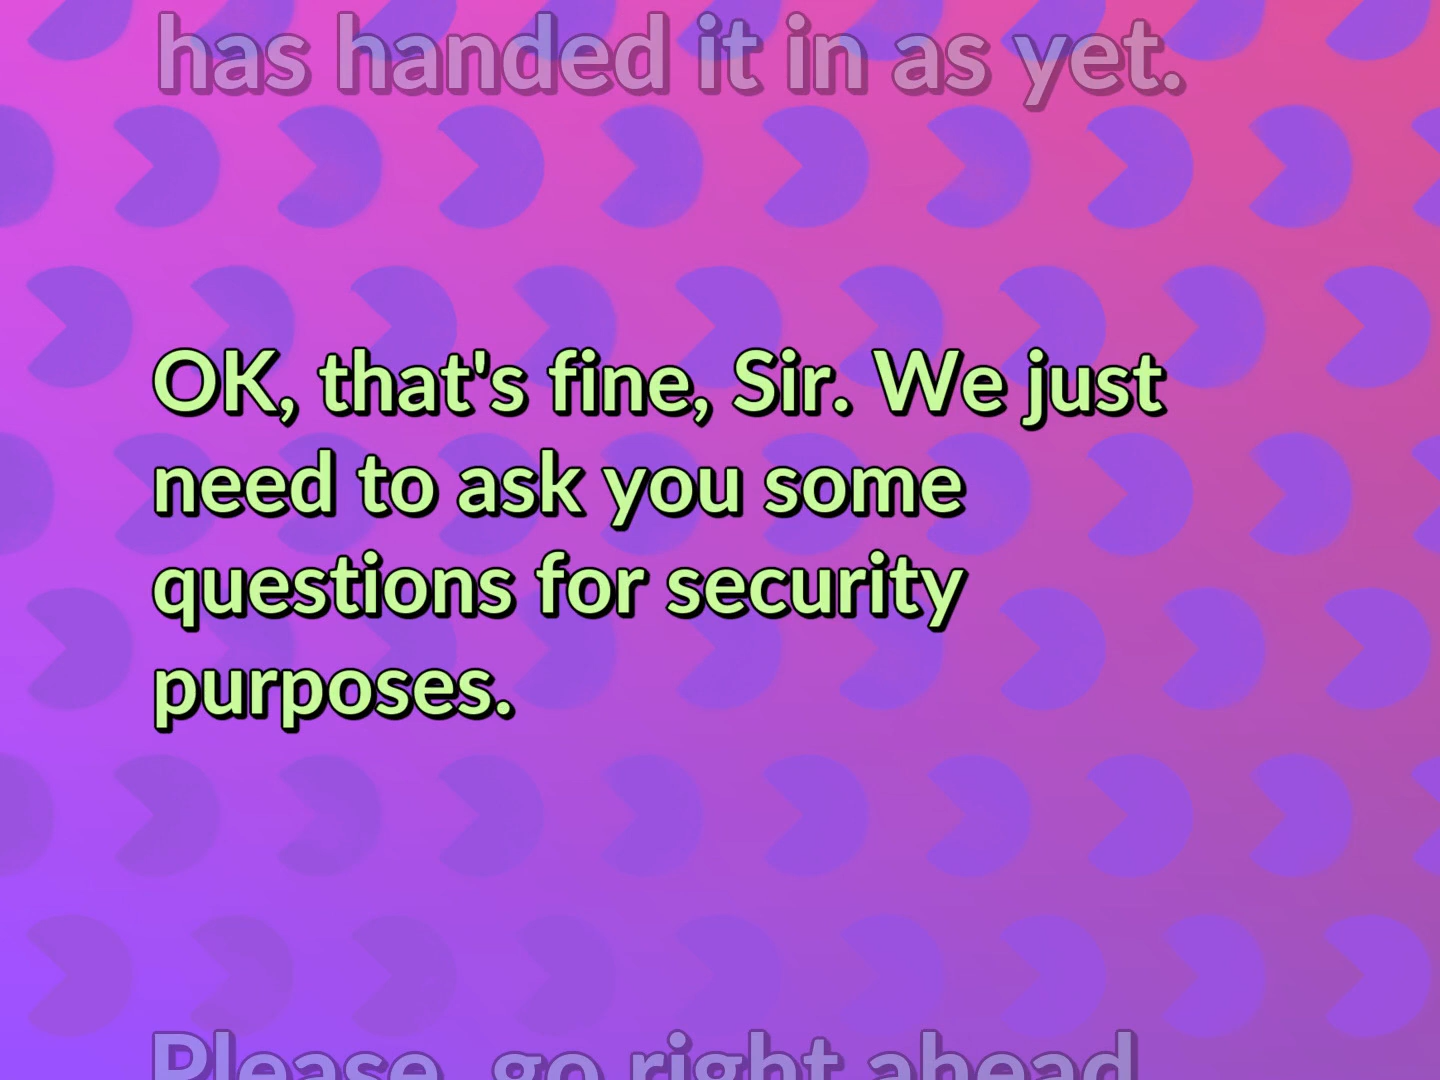 has handed it in as yet.
OK, that's fine, Sir. We just
need to ask you some
questions for security
purposes.
Please, go right ahead.